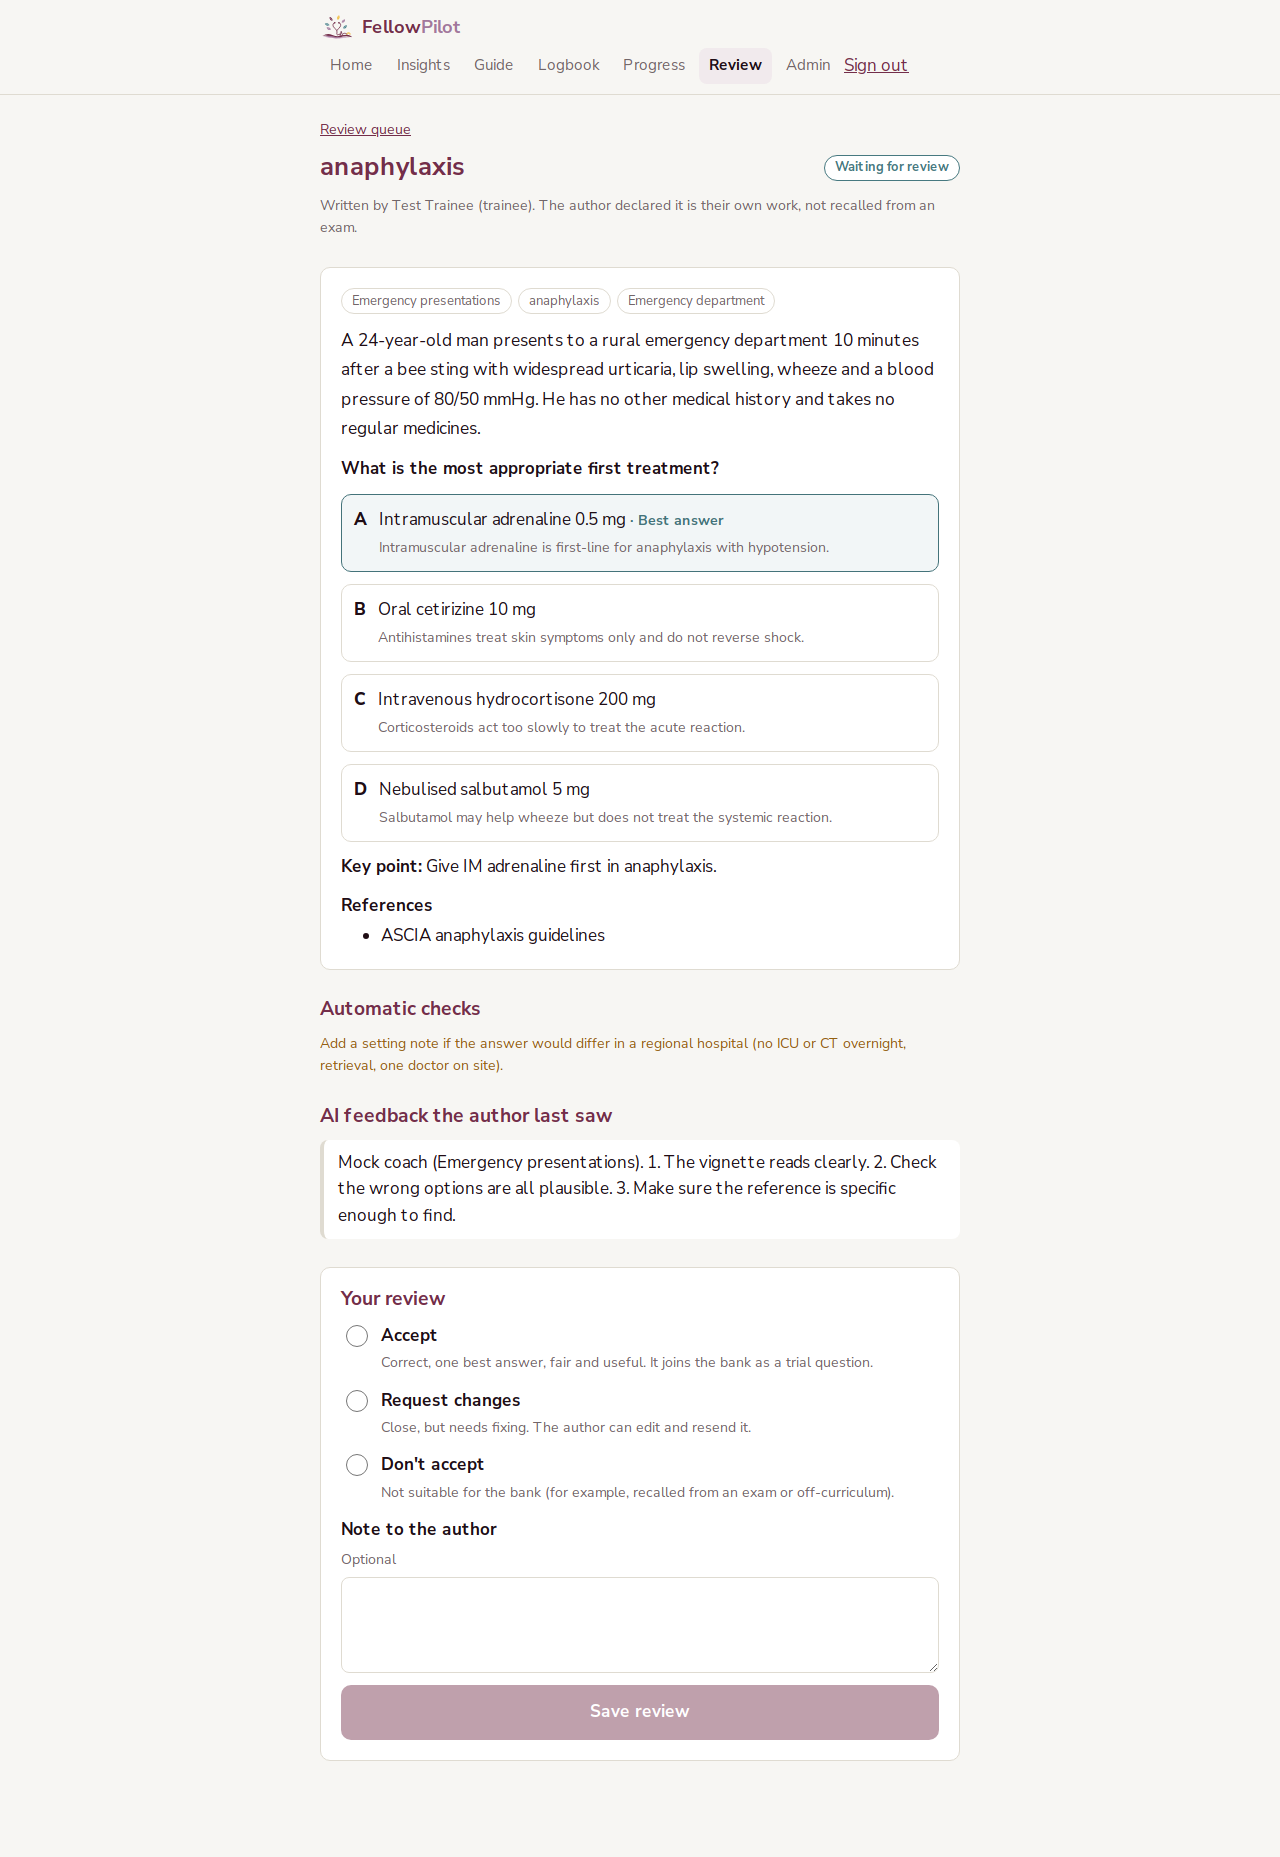 FellowPilot
Home Insights Guide Logbook Progress Review Admin Sign out
Review queue
anaphylaxis
Waiting for review
Written by Test Trainee (trainee). The author declared it is their own work, not recalled from an
exam.
Emergency presentations anaphylaxis Emergency department
A 24-year-old man presents to a rural emergency department 10 minutes
after a bee sting with widespread urticaria, lip swelling, wheeze and a blood
pressure of 80/50 mmHg. He has no other medical history and takes no
regular medicines.
What is the most appropriate first treatment?
A Intramuscular adrenaline 0.5 mg · Best answer
Intramuscular adrenaline is first-line for anaphylaxis with hypotension.
B Oral cetirizine 10 mg
Antihistamines treat skin symptoms only and do not reverse shock.
C Intravenous hydrocortisone 200 mg
Corticosteroids act too slowly to treat the acute reaction.
D Nebulised salbutamol 5 mg
Salbutamol may help wheeze but does not treat the systemic reaction.
Key point: Give IM adrenaline first in anaphylaxis.
References
• ASCIA anaphylaxis guidelines
Automatic checks
Add a setting note if the answer would differ in a regional hospital (no ICU or CT overnight,
retrieval, one doctor on site).
AI feedback the author last saw
Mock coach (Emergency presentations). 1. The vignette reads clearly. 2. Check
the wrong options are all plausible. 3. Make sure the reference is specific
enough to find.
Your review
Accept
Correct, one best answer, fair and useful. It joins the bank as a trial question.
Request changes
Close, but needs fixing. The author can edit and resend it.
Don't accept
Not suitable for the bank (for example, recalled from an exam or off-curriculum).
Note to the author
Optional
Save review